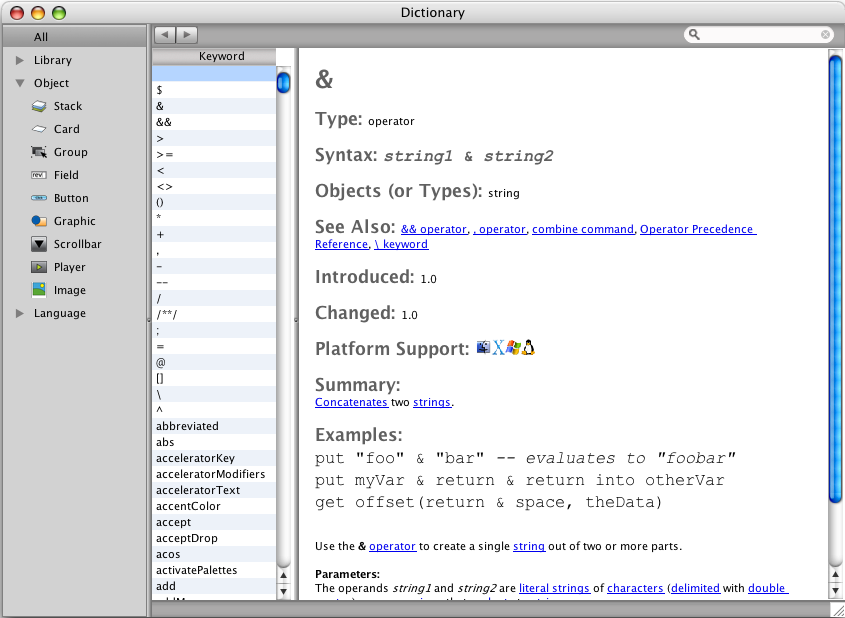 Dictionary
All
Library
Object
Stack
Card
Group
Field
Button
Graphic
Scrollbar
Player
Image
Language
Keyword
$
&
&&
>
>=
<
<>
()
*
+
,
-
--
/
/**/
;
=
@
[]
\
^
abbreviated
abs
acceleratorKey
acceleratorModifiers
acceleratorText
accentColor
accept
acceptDrop
acos
activatePalettes
add
&
Type: operator
Syntax: string1 & string2
Objects (or Types): string
See Also: && operator, , operator, combine command, Operator Precedence
Reference, \ keyword
Introduced: 1.0
Changed: 1.0
Platform Support:
Summary:
Concatenates two strings.
Examples:
put "foo" & "bar" -- evaluates to "foobar"
put myVar & return & return into otherVar
get offset(return & space, theData)
Use the & operator to create a single string out of two or more parts.
Parameters:
The operands string1 and string2 are literal strings of characters (delimited with double